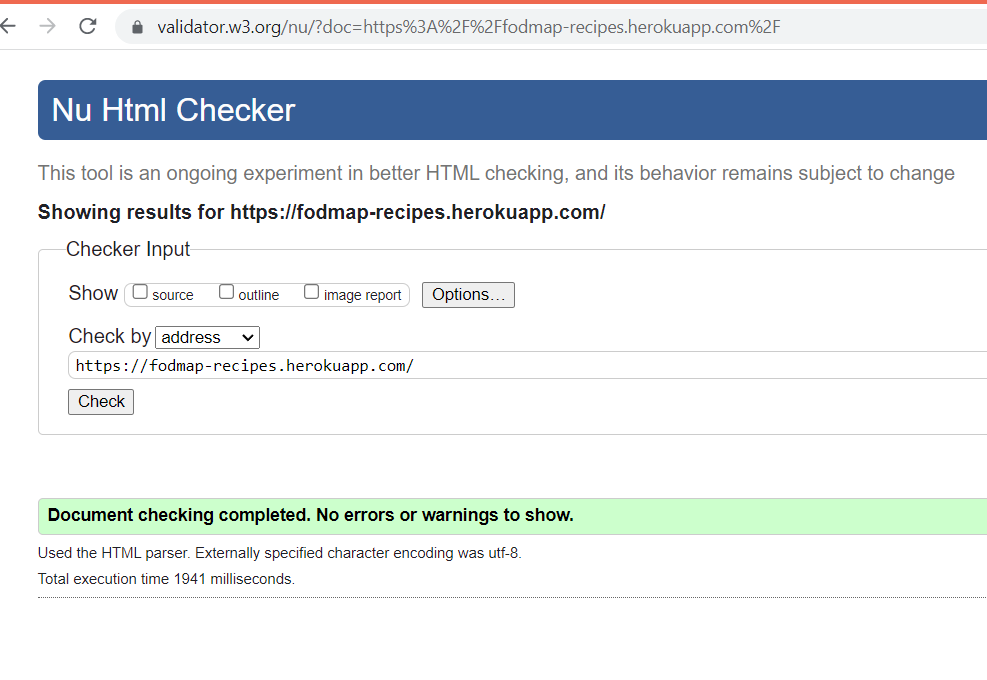 validator.w3.org/nu/?doc=https%3A%2F%2Ffodmap-recipes.herokuapp.com%2F
Nu Html Checker
This tool is an ongoing experiment in better HTML checking, and its behavior remains subject to change
Showing results for https://fodmap-recipes.herokuapp.com/
Checker Input
Show source outline image report Options...
Check by address
https://fodmap-recipes.herokuapp.com/
Check
Document checking completed. No errors or warnings to show.
Used the HTML parser. Externally specified character encoding was utf-8.
Total execution time 1941 milliseconds.